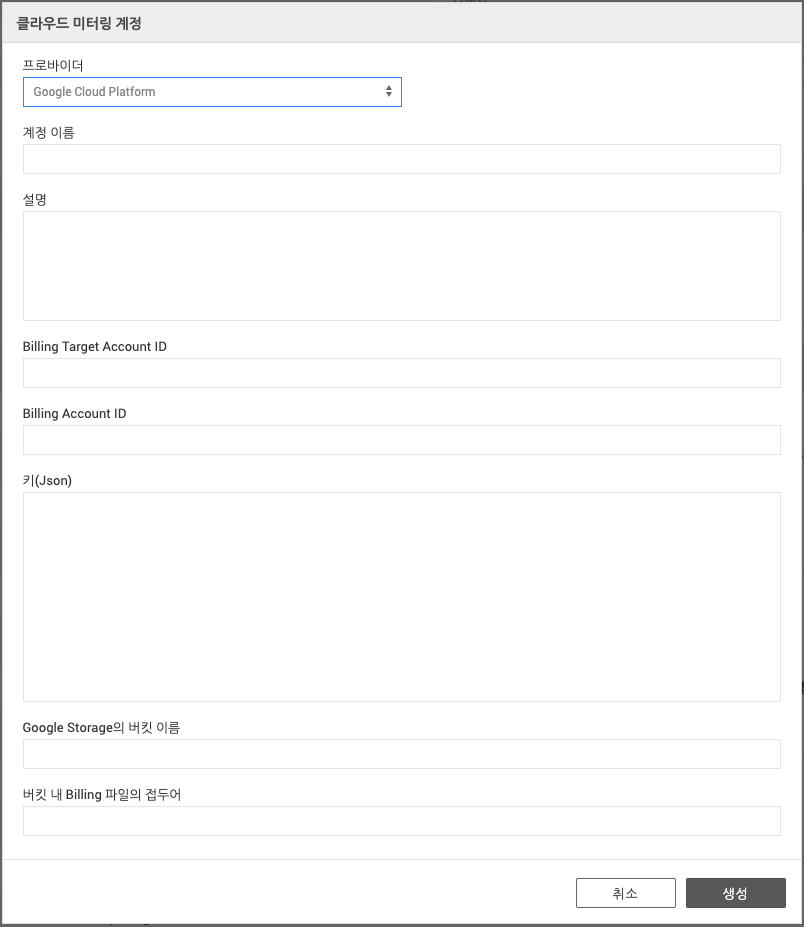 클라우드 미터링 계정
프로바이더
Google Cloud Platform
계정 이름
설명
Billing Target Account ID
Billing Account ID
키(Json)
Google Storage의 버킷 이름
버킷 내 Billing 파일의 접두어
취소
생성